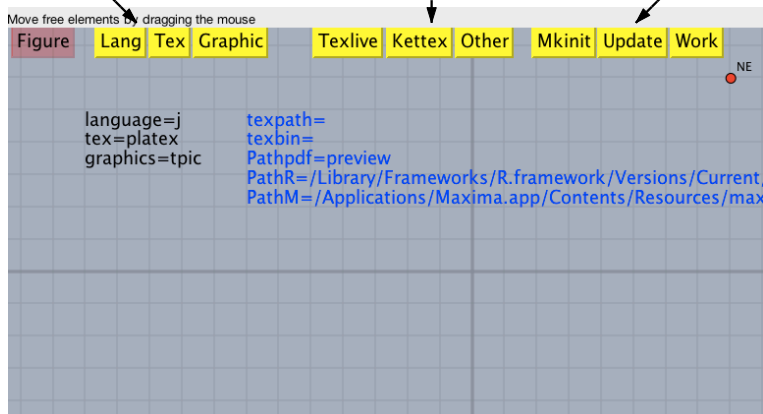 Move free elements by dragging the mouse
Figure Lang Tex Graphic Texlive Kettex Other Mkinit Update Work
NE
language=j
tex=platex
graphics=tpic
texpath=
texbin=
Pathpdf=preview
PathR=/Library/Frameworks/R.framework/Versions/Current
PathM=/Applications/Maxima.app/Contents/Resources/max